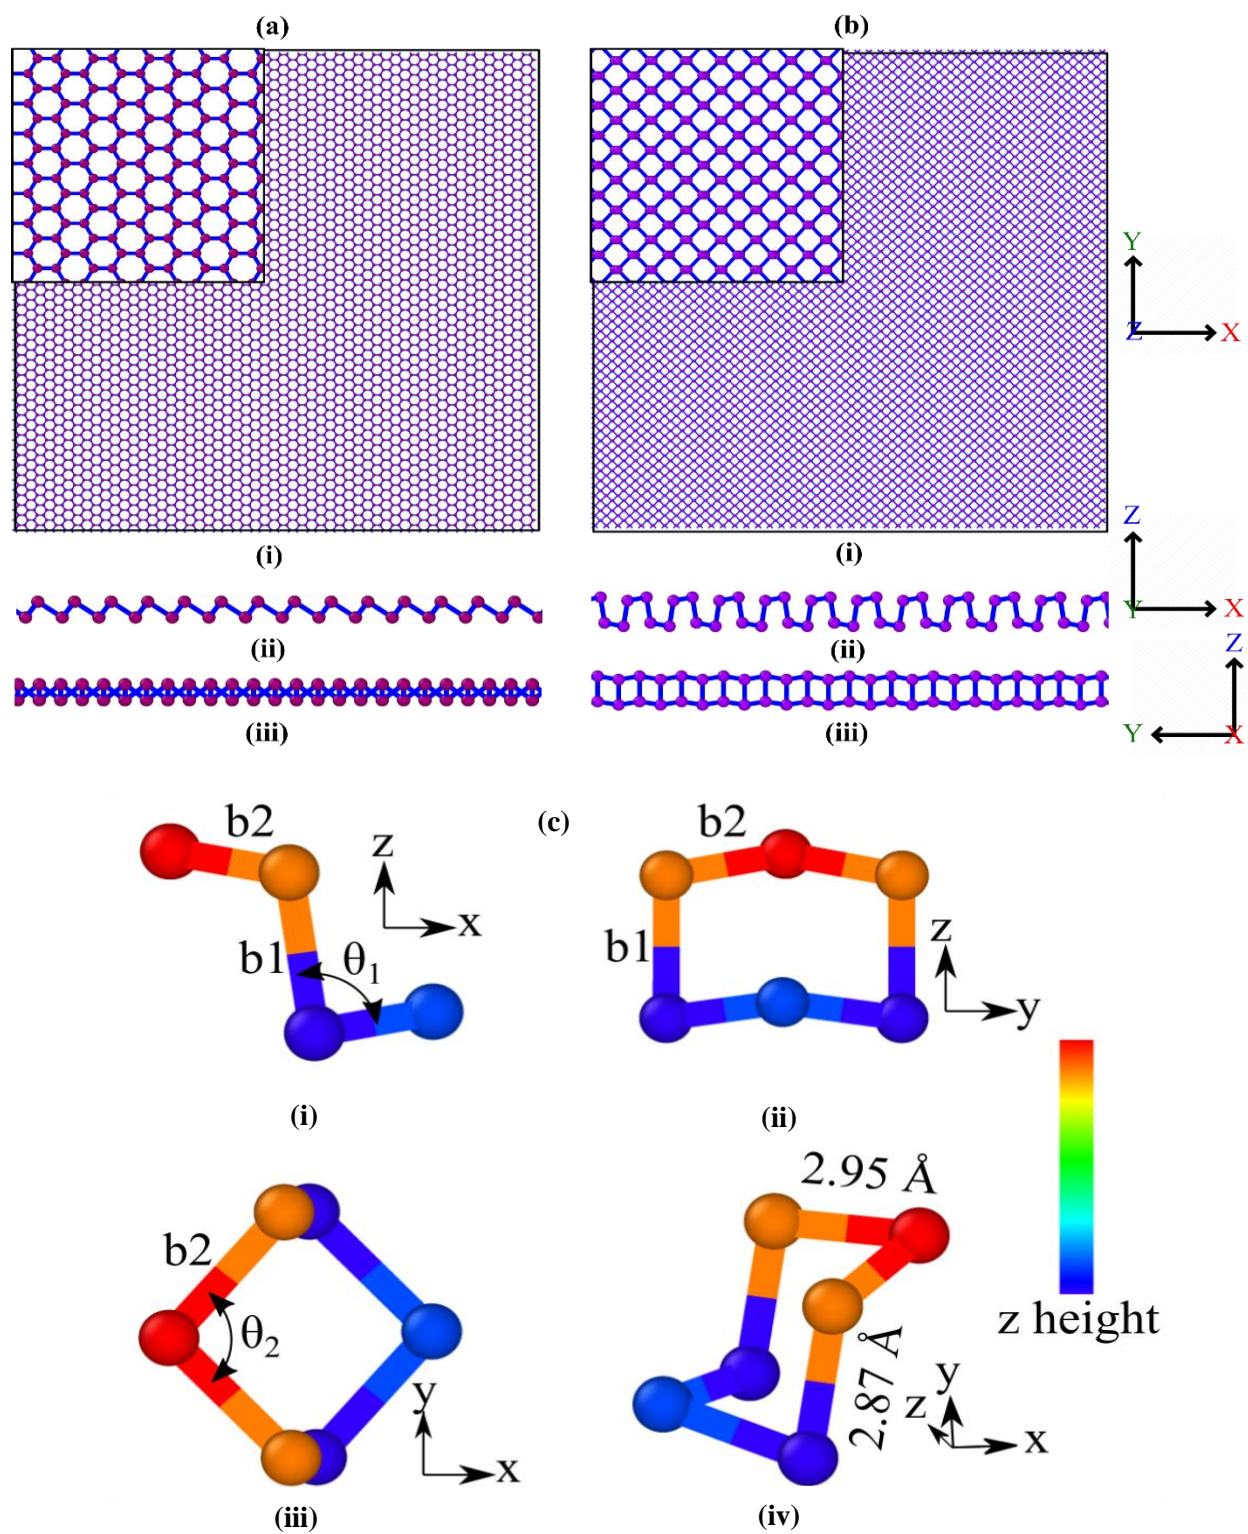 (a)
(b)
Y
Z
X
(i)
(i)
Z
Y
X
(ii)
(ii)
Z
Y
X
(iii)
(iii)
(c)
b2
z
x
b1
θ1
b2
b1
z
y
(i)
(ii)
z height
b2
θ2
y
x
2.95 Å
2.87 Å
y
z
x
(iii)
(iv)